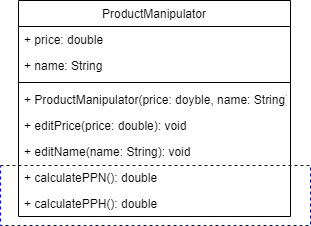 ProductManipulator
+ price: double
+ name: String
+ ProductManipulator(price: doyble, name: String)
+ editPrice(price: double): void
+ editName(name: String): void
+ calculatePPN(): double
+ calculatePPH(): double